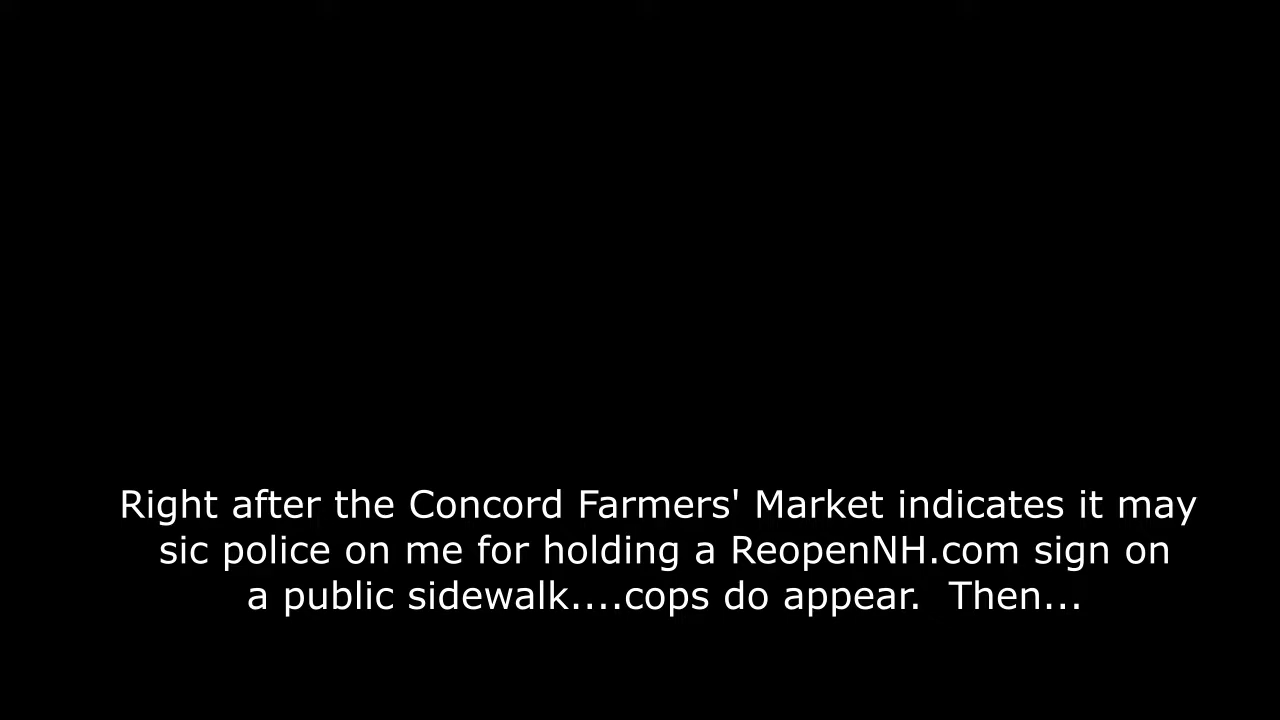 Right after the Concord Farmers' Market indicates it may
sic police on me for holding a ReopenNH.com sign on
a public sidewalk....cops do appear.  Then...